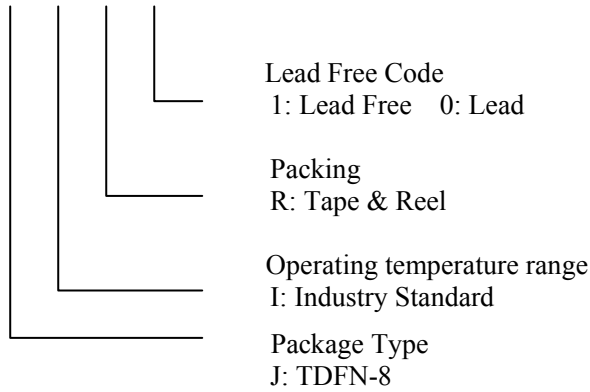 Lead Free Code
1: Lead Free 0: Lead
Packing
R: Tape & Reel
Operating temperature range
I: Industry Standard
Package Type
J: TDFN-8